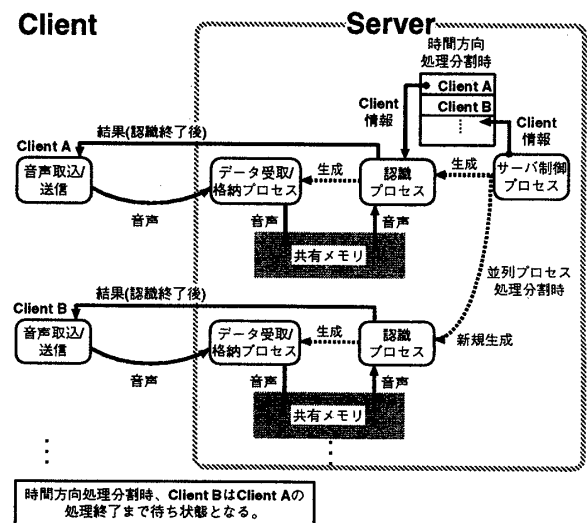 Client
Server
時間方向
処理分割時
Client A
Client B
Client
情報
Client
情報
結果(認識終了後)
Client A
音声取込/
送信
音声
データ受取/
格納プロセス
生成
認識
プロセス
生成
サーバ制御
プロセス
音声
音声
共有メモリ
並列プロセス
処理分割時
結果(認識終了後)
Client B
音声取込/
送信
音声
データ受取/
格納プロセス
生成
認識
プロセス
新規生成
音声
音声
共有メモリ
時間方向処理分割時、Client BはClient Aの
処理終了まで待ち状態となる。